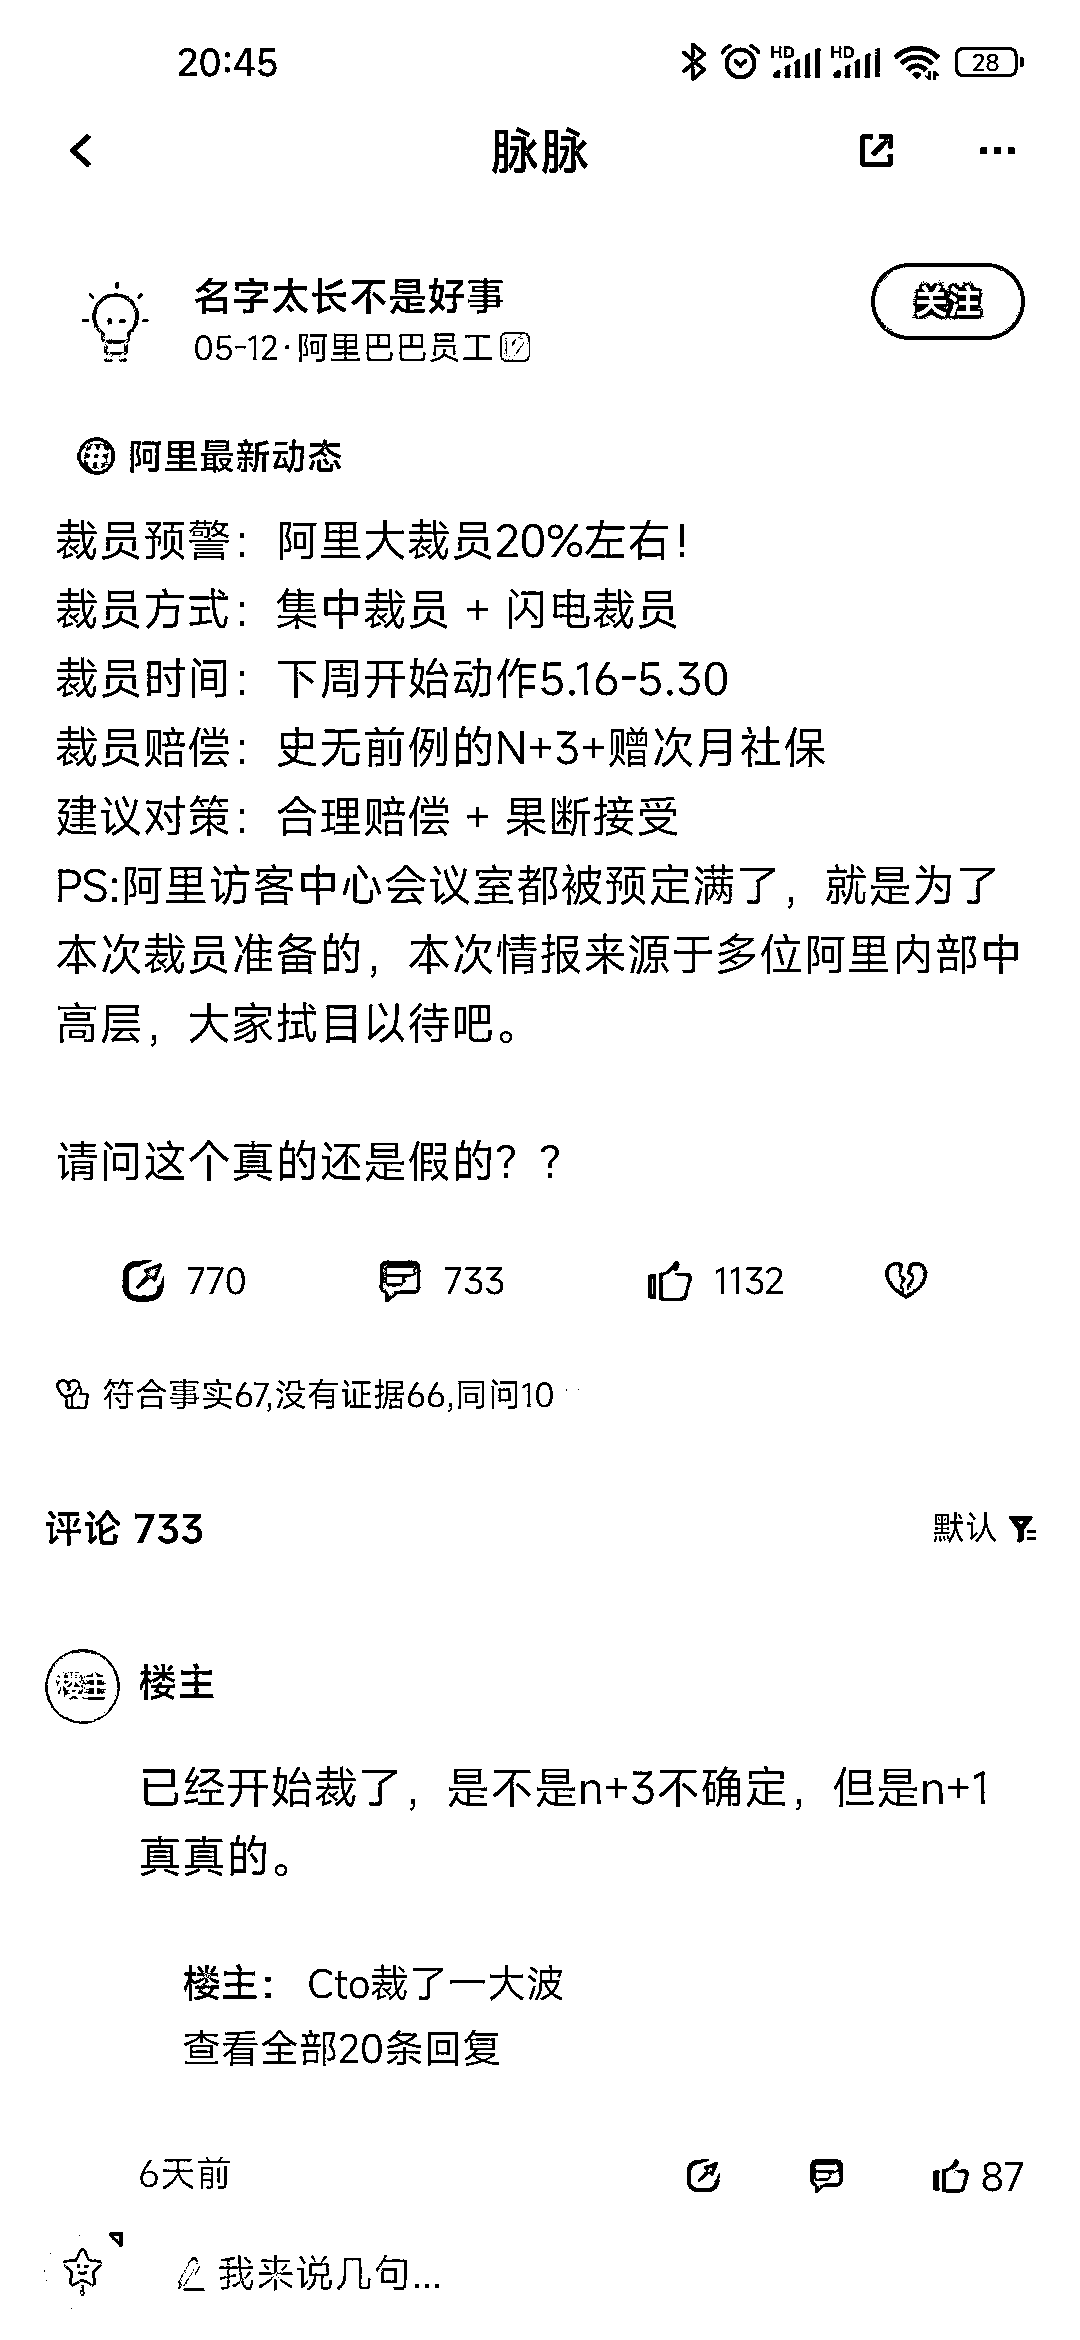 20:45
HD HD 28
脉脉
名字太长不是好事
关注
05-12·阿里巴巴员工
阿里最新动态
裁员预警：阿里大裁员20%左右！
裁员方式：集中裁员 + 闪电裁员
裁员时间：下周开始动作5.16-5.30
裁员赔偿：史无前例的N+3+赠次月社保
建议对策：合理赔偿 + 果断接受
PS:阿里访客中心会议室都被预定满了，就是为了
本次裁员准备的，本次情报来源于多位阿里内部中
高层，大家拭目以待吧。
请问这个真的还是假的？？
770 733 1132
符合事实67,没有证据66,同问10
评论 733 默认
楼主 楼主
已经开始裁了，是不是n+3不确定，但是n+1
真真的。
楼主： Cto裁了一大波
查看全部20条回复
6天前 87
我来说几句...